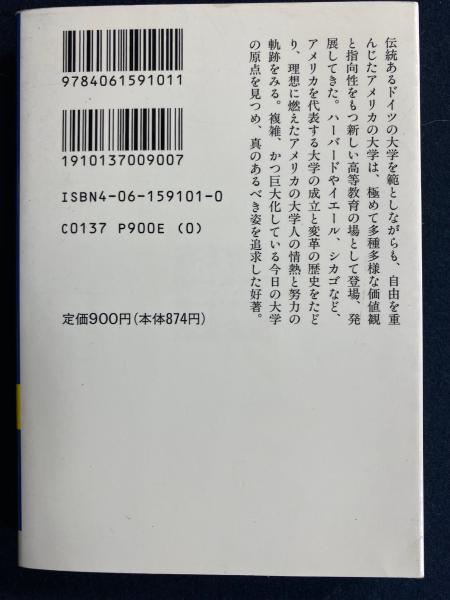 9784061591011
1910137009007
ISBN4-06-159101-0
C0137 P900E (0)
定価900円(本体874円)
伝統あるドイツの大学を範としながらも、自由を重
んじたアメリカの大学は、極めて多種多様な価値観
と指向性をもつ新しい高等教育の場として登場、発
展してきた。ハーバードやイエール、シカゴなど、
アメリカを代表する大学の成立と変革の歴史をたど
り、理想に燃えたアメリカの大学人の情熱と努力の
軌跡をみる。複雑、かつ巨大化している今日の大学
の原点を見つめ、真のあるべき姿を追求した好著。